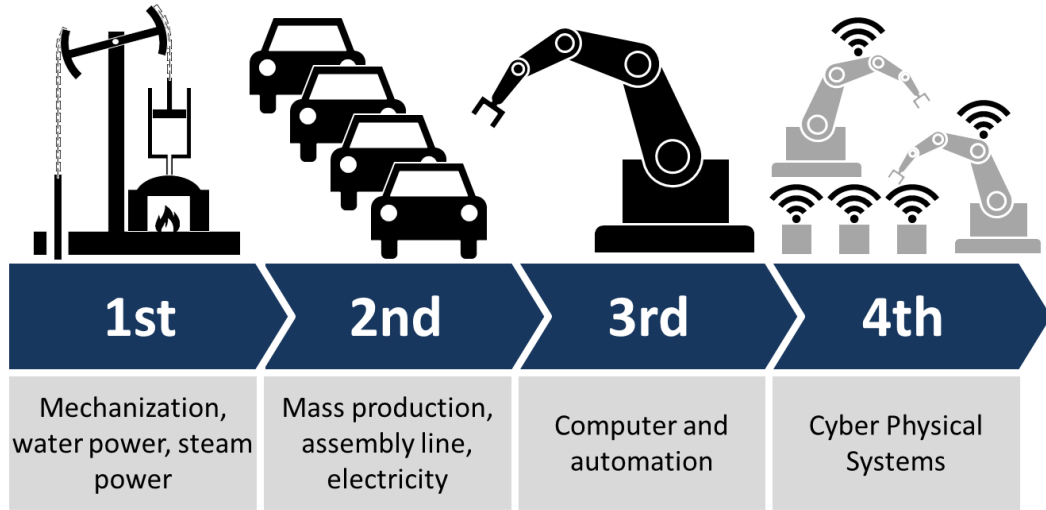 1st
2nd
3rd
4th
Mechanization,
water power, steam
power
Mass production,
assembly line,
electricity
Computer and
automation
Cyber Physical
Systems